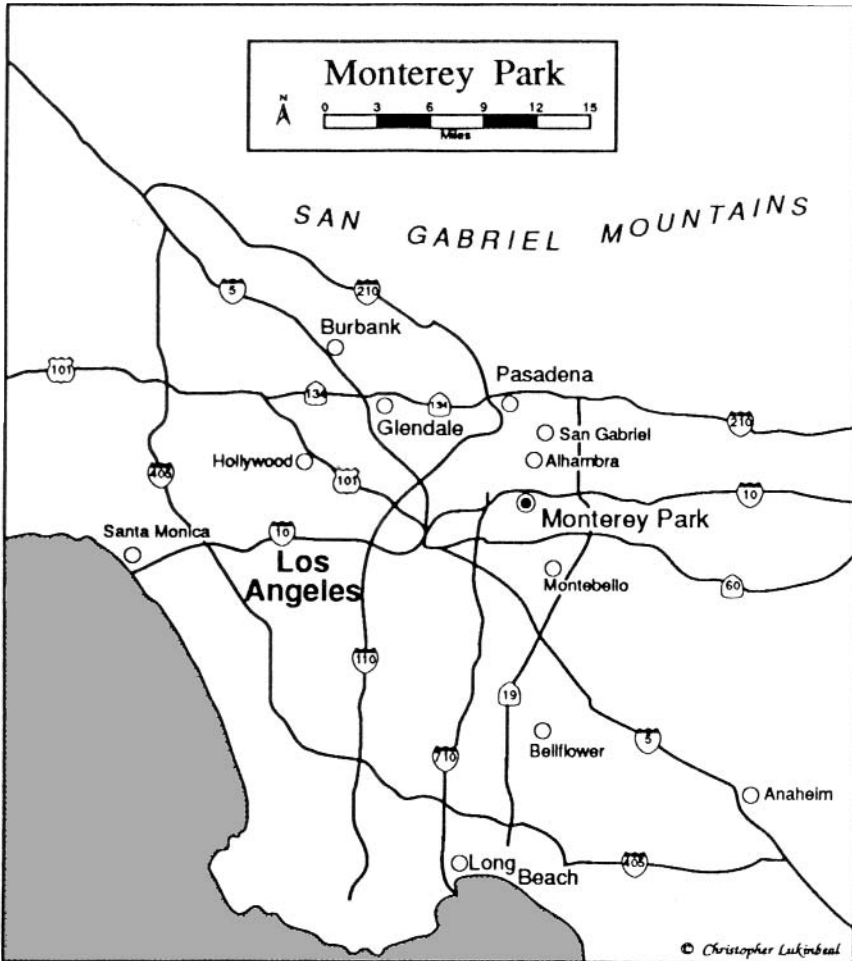 Monterey Park
N
0 3 6 9 12 15
Miles
SAN GABRIEL MOUNTAINS
5
210
Burbank
101
Pasadena
134
134
Glendale
210
San Gabriel
Hollywood
Alhambra
405
101
10
Monterey Park
Santa Monica
10
Los
Angeles
Montebello
60
110
19
Bellflower
5
710
Anaheim
Long
Beach
405
© Christopher Lukinbeal